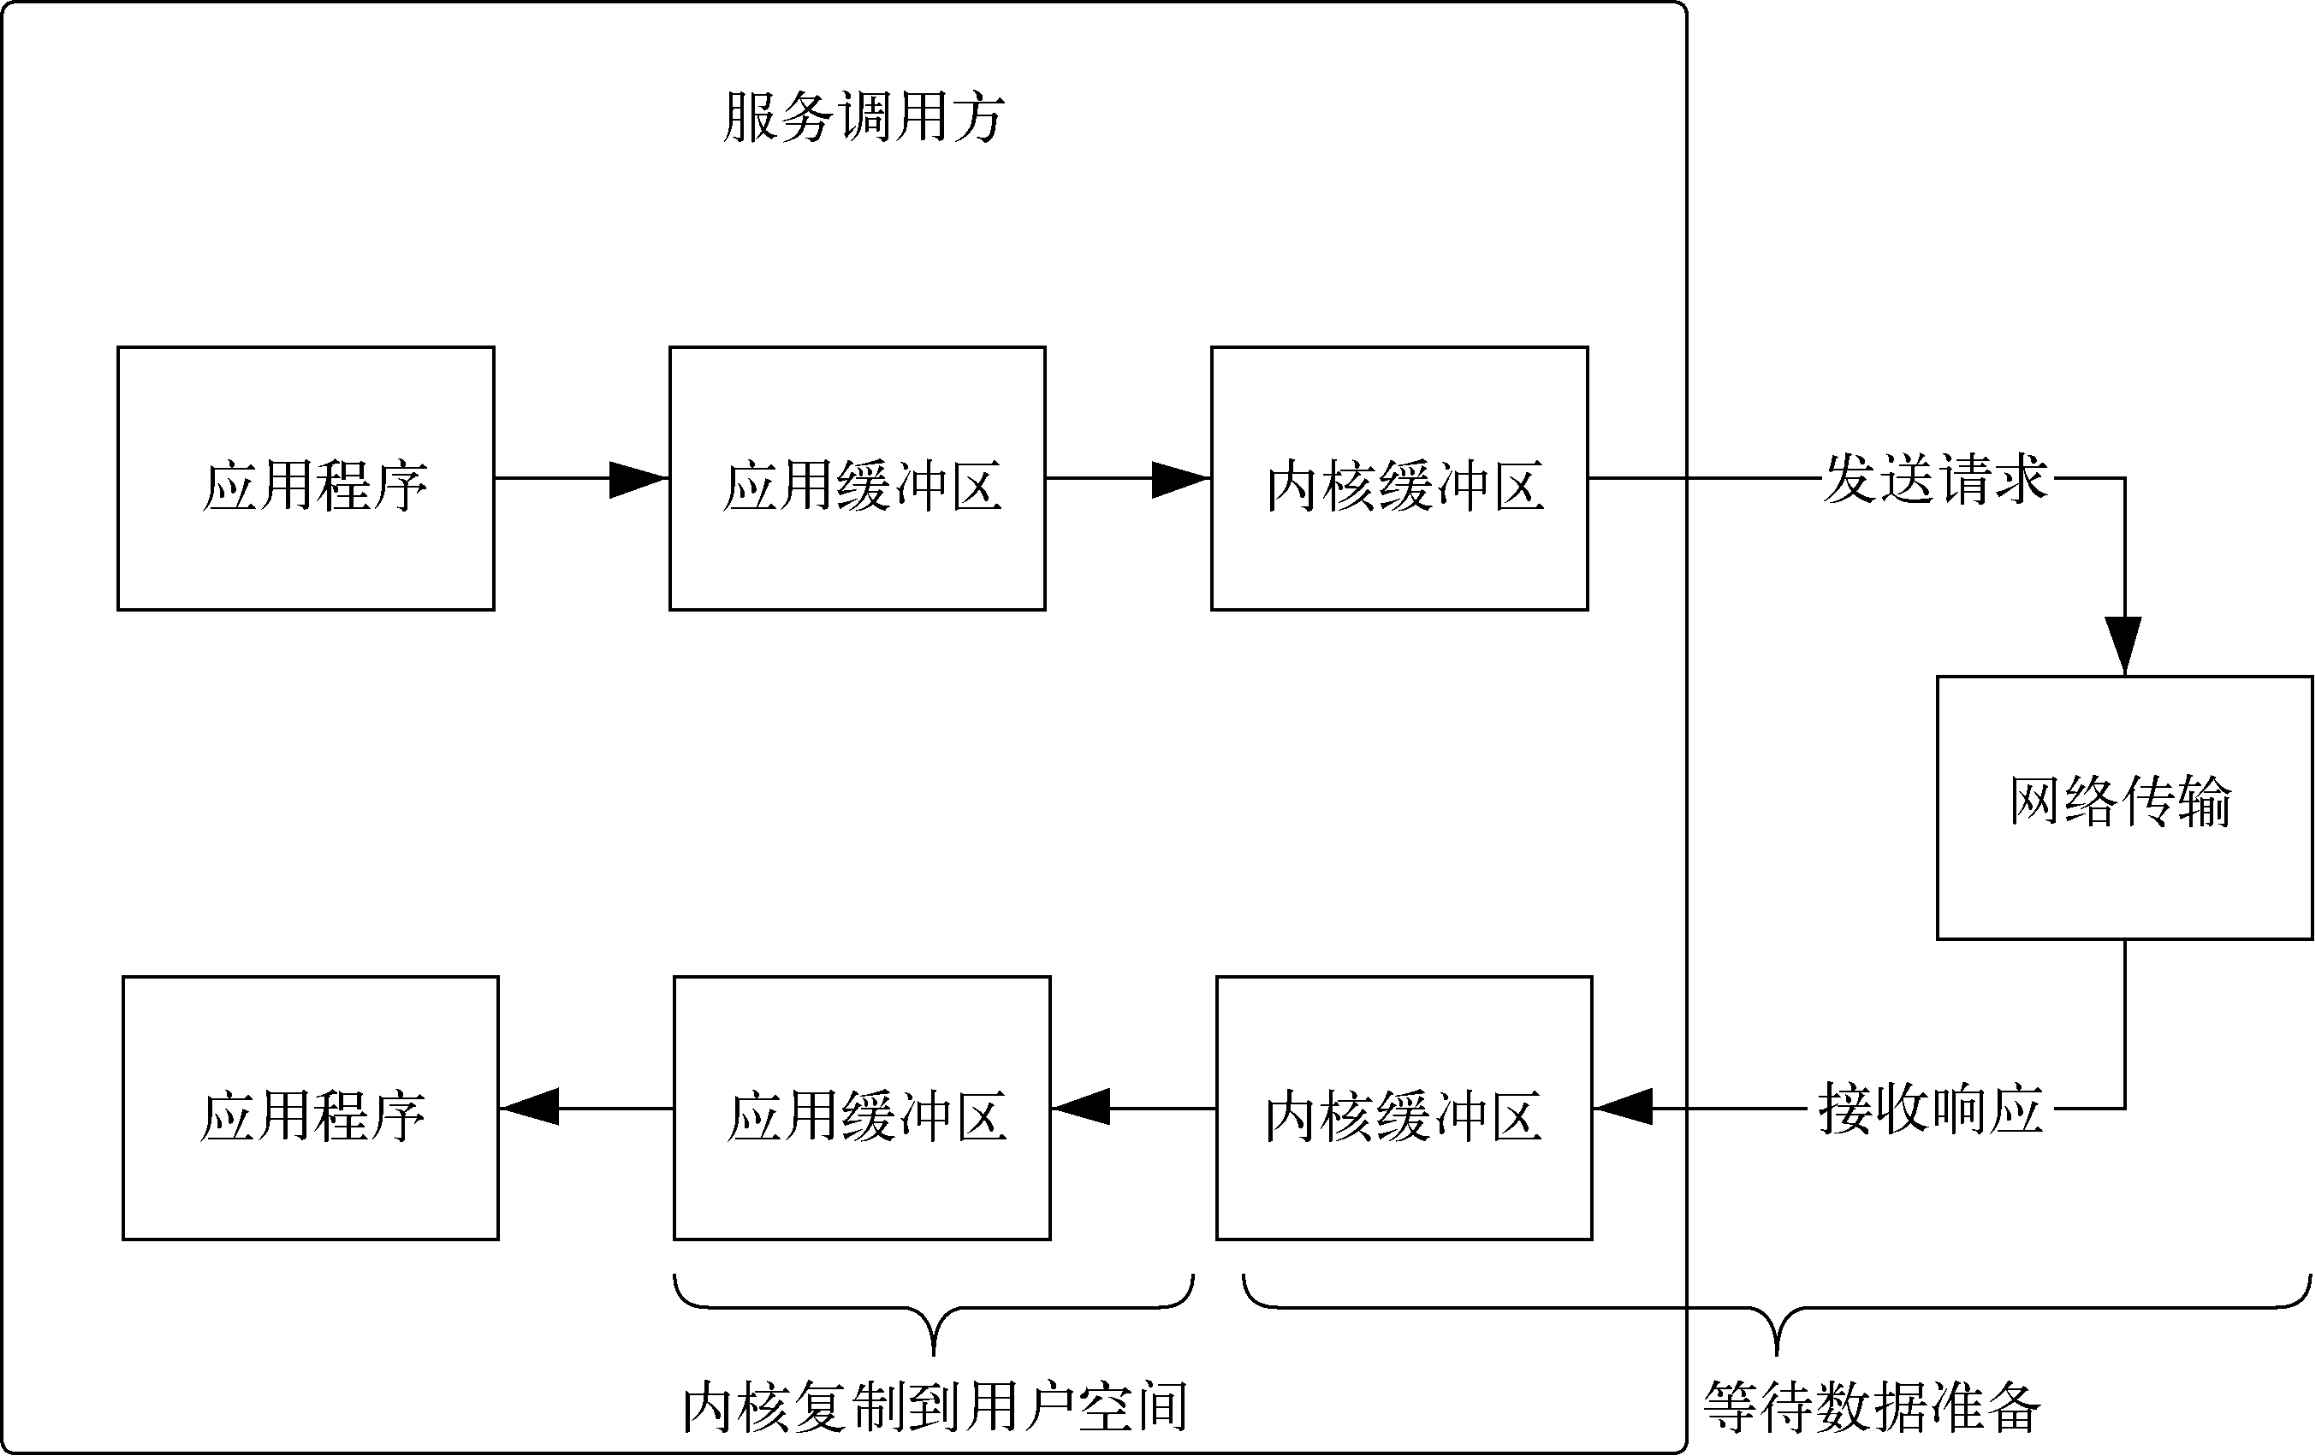 服务调用方
应用程序
应用缓冲区
内核缓冲区
发送请求
网络传输
应用程序
应用缓冲区
内核缓冲区
接收响应
内核复制到用户空间
等待数据准备